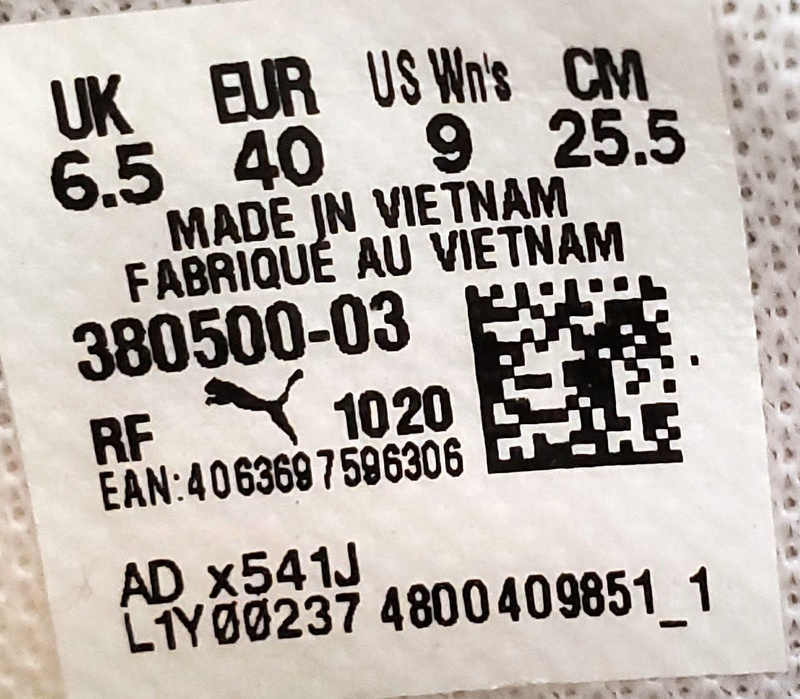 UK EUR US Wn's CM
6.5 40 9 25.5
MADE IN VIETNAM
FABRIQUÉ AU VIETNAM
380500-03
RF 1020
EAN:4063697596306
AD x541J
L1Y00237 4800409851_1